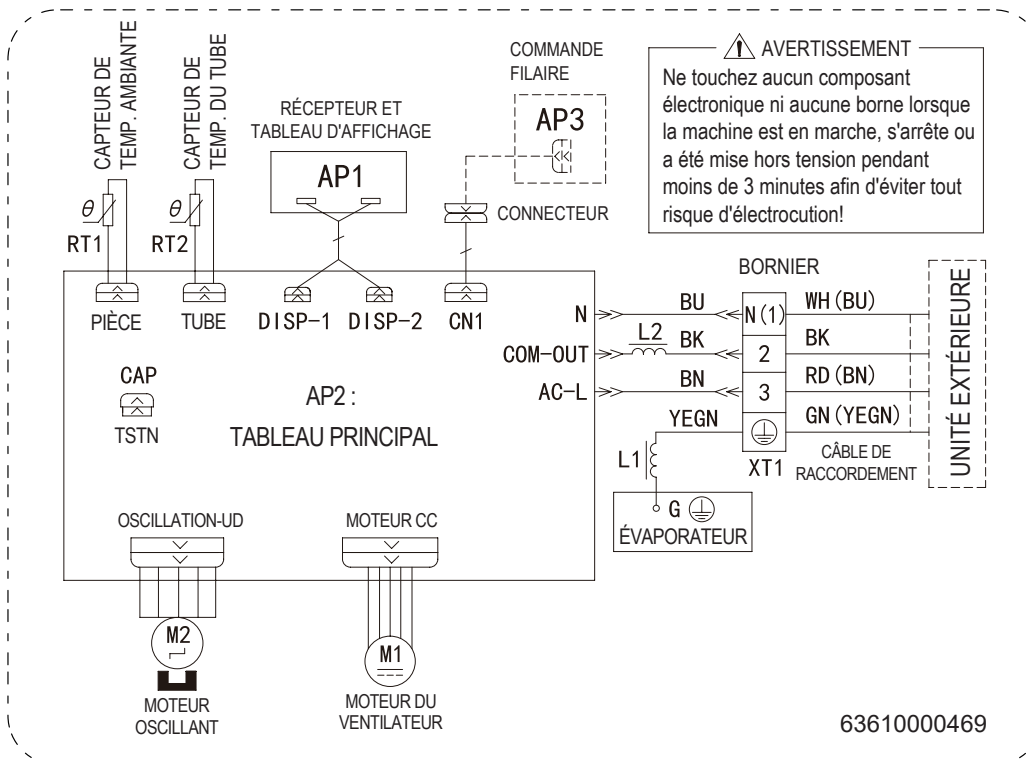 CAPTEUR DE
TEMP. AMBIANTE
CAPTEUR DE
TEMP. DU TUBE
RÉCEPTEUR ET
TABLEAU D'AFFICHAGE
AP1
COMMANDE
FILAIRE
AP3
CONNECTEUR
AVERTISSEMENT
Ne touchez aucun composant
électronique ni aucune borne lorsque
la machine est en marche, s'arrête ou
a été mise hors tension pendant
moins de 3 minutes afin d'éviter tout
risque d'électrocution!
θ
RT1
θ
RT2
PIÈCE
TUBE
DISP-1
DISP-2
CN1
CAP
TSTN
AP2 :
TABLEAU PRINCIPAL
N
COM-OUT
AC-L
BU
L2
BK
BN
YEGN
L1
BORNIER
N(1)
2
3
XT1
WH(BU)
BK
RD(BN)
GN(YEGN)
CÂBLE DE
RACCORDEMENT
UNITÉ EXTÉRIEURE
G
ÉVAPORATEUR
OSCILLATION-UD
MOTEUR CC
M2
MOTEUR
OSCILLANT
M1
MOTEUR DU
VENTILATEUR
63610000469